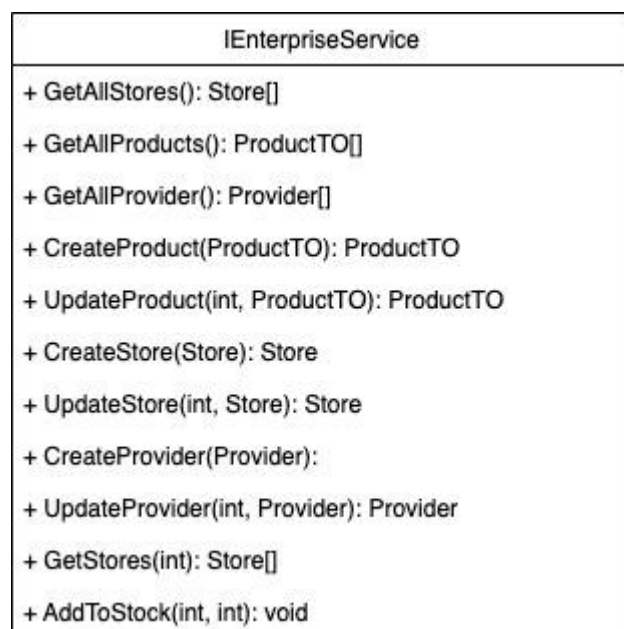 IEnterpriseService
+ GetAllStores(): Store[]
+ GetAllProducts(): ProductTO[]
+ GetAllProvider(): Provider[]
+ CreateProduct(ProductTO): ProductTO
+ UpdateProduct(int, ProductTO): ProductTO
+ CreateStore(Store): Store
+ UpdateStore(int, Store): Store
+ CreateProvider(Provider):
+ UpdateProvider(int, Provider): Provider
+ GetStores(int): Store[]
+ AddToStock(int, int): void